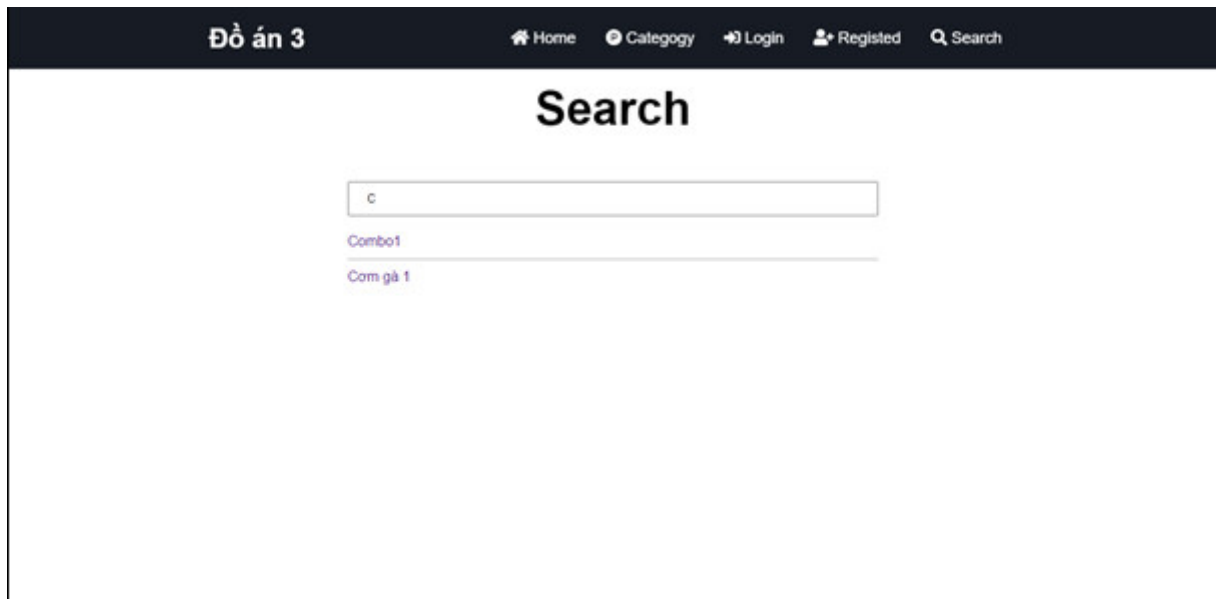 Đồ án 3 Home Categogy Login Registed Search
Search
c
Combo1
Cơm gà 1